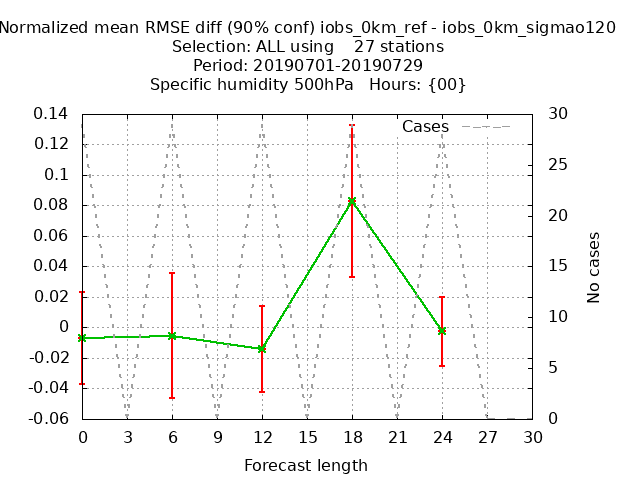 Normalized mean RMSE diff (90% conf) iobs_0km_ref - iobs_0km_sigmao120
Selection: ALL using 27 stations
Period: 20190701-20190729
Specific humidity 500hPa Hours: {00}
Cases
0.14
0.12
0.1
0.08
0.06
0.04
0.02
0
-0.02
-0.04
-0.06
30
25
20
15
10
5
0
No cases
0 3 6 9 12 15 18 21 24 27 30
Forecast length